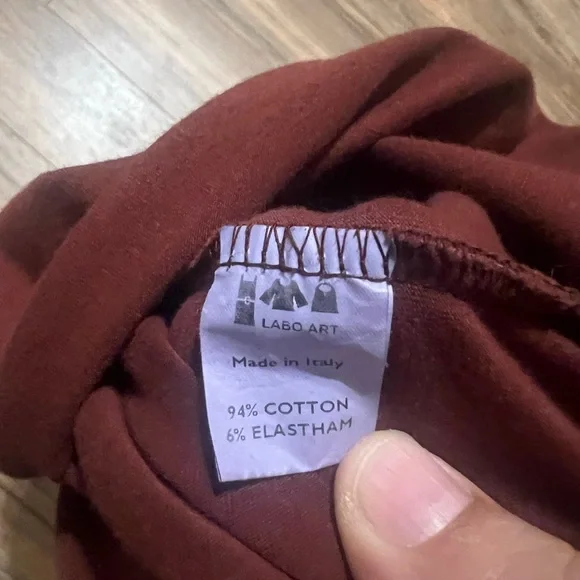 LABO ART
Made in Italy
94% COTTON
6% ELASTHAM